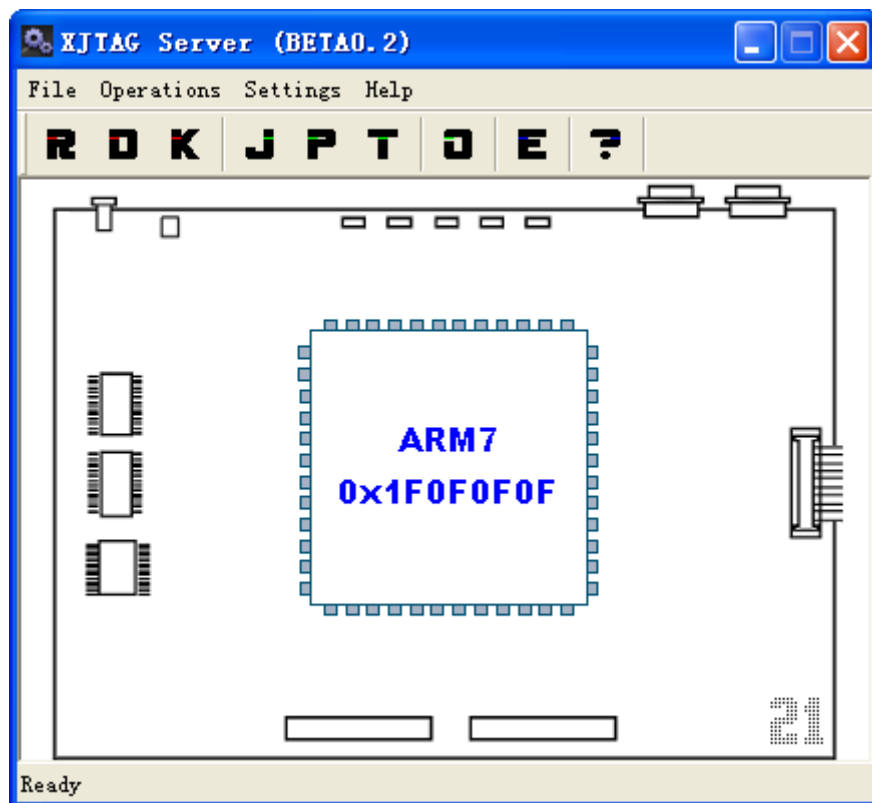 XJTAG Server (BETA0.2)
File Operations Settings Help
R D K J P T O E ?
ARM7
0x1F0F0F0F
21
Ready